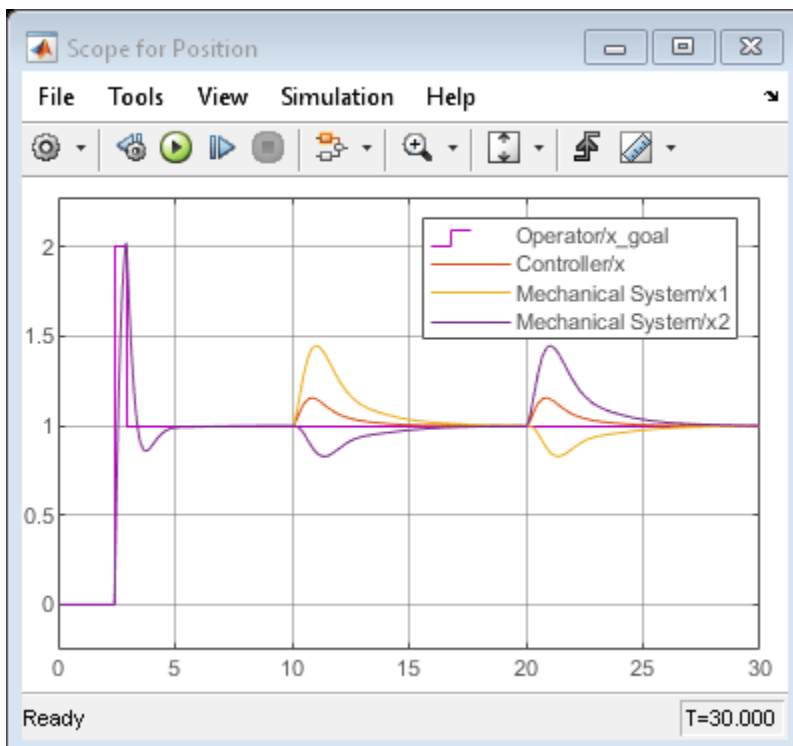 Scope for Position
File Tools View Simulation Help
Operator/x_goal
Controller/x
Mechanical System/x1
Mechanical System/x2
2
1.5
1
0.5
0
0 5 10 15 20 25 30
Ready T=30.000